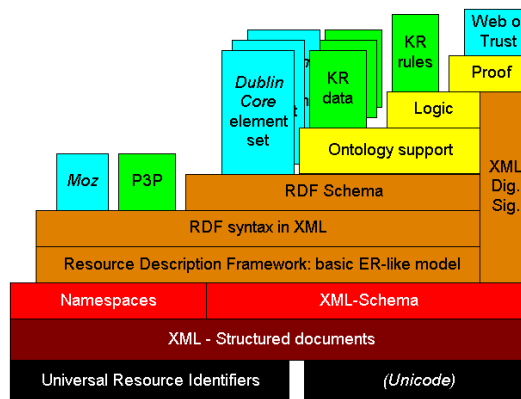 Web o
Trust
KR
rules
Proof
Dublin
Core
element
set
KR
data
Logic
Ontology support
XML
Dig.
Sig.
Moz
P3P
RDF Schema
RDF syntax in XML
Resource Description Framework: basic ER-like model
Namespaces
XML-Schema
XML - Structured documents
Universal Resource Identifiers
(Unicode)